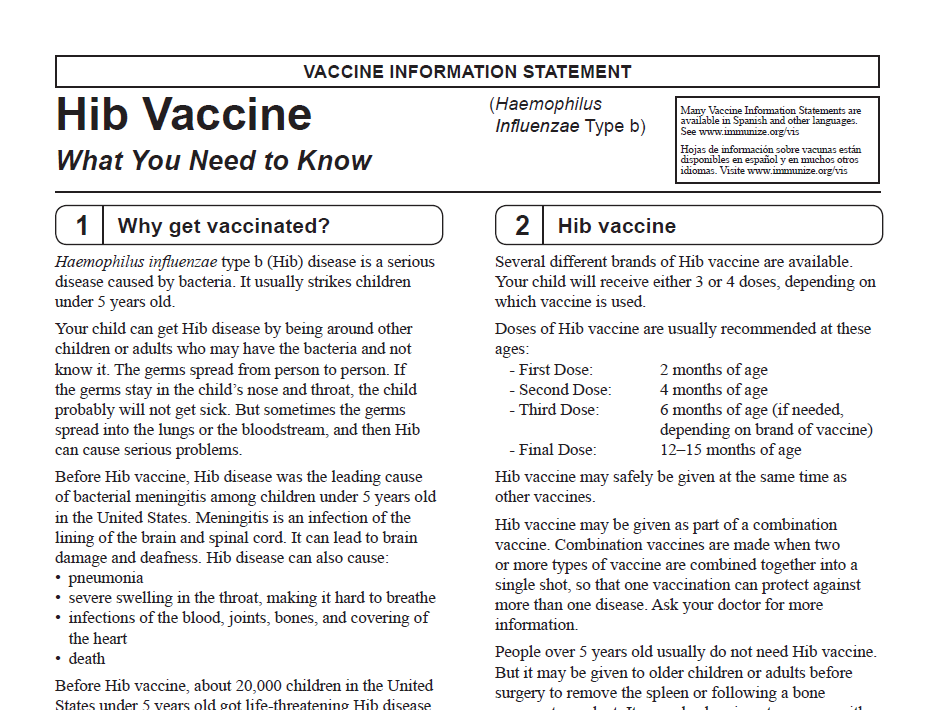 VACCINE INFORMATION STATEMENT
Hib Vaccine
What You Need to Know
(Haemophilus
Influenzae Type b)
Many Vaccine Information Statements are
available in Spanish and other languages.
See www.immunize.org/vis
Hojas de información sobre vacunas están
disponibles en español y en muchos otros
idiomas. Visite www.immunize.org/vis
1 Why get vaccinated?
Haemophilus influenzae type b (Hib) disease is a serious
disease caused by bacteria. It usually strikes children
under 5 years old.
Your child can get Hib disease by being around other
children or adults who may have the bacteria and not
know it. The germs spread from person to person. If
the germs stay in the child’s nose and throat, the child
probably will not get sick. But sometimes the germs
spread into the lungs or the bloodstream, and then Hib
can cause serious problems.
Before Hib vaccine, Hib disease was the leading cause
of bacterial meningitis among children under 5 years old
in the United States. Meningitis is an infection of the
lining of the brain and spinal cord. It can lead to brain
damage and deafness. Hib disease can also cause:
• pneumonia
• severe swelling in the throat, making it hard to breathe
• infections of the blood, joints, bones, and covering of
the heart
• death
Before Hib vaccine, about 20,000 children in the United
States under 5 years old got life-threatening Hib disease
2 Hib vaccine
Several different brands of Hib vaccine are available.
Your child will receive either 3 or 4 doses, depending on
which vaccine is used.
Doses of Hib vaccine are usually recommended at these
ages:
- First Dose: 2 months of age
- Second Dose: 4 months of age
- Third Dose: 6 months of age (if needed,
depending on brand of vaccine)
- Final Dose: 12–15 months of age
Hib vaccine may safely be given at the same time as
other vaccines.
Hib vaccine may be given as part of a combination
vaccine. Combination vaccines are made when two
or more types of vaccine are combined together into a
single shot, so that one vaccination can protect against
more than one disease. Ask your doctor for more
information.
People over 5 years old usually do not need Hib vaccine.
But it may be given to older children or adults before
surgery to remove the spleen or following a bone